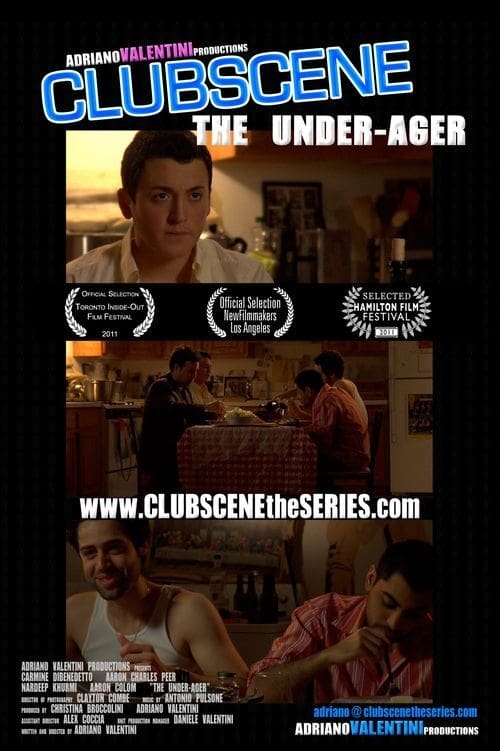 ADRIANO VALENTINI PRODUCTIONS
CLUBSCENE
THE UNDER-AGER
OFFICIAL SELECTION
TORONTO INSIDE-OUT
FILM FESTIVAL
2011
Official Selection
NewFilmmakers
Los Angeles
SELECTED
HAMILTON FILM
FESTIVAL
2011
www.CLUBSCENEtheSERIES.com
ADRIANO VALENTINI PRODUCTIONS PRESENTS
CARMINE DIBENEDETTO AARON CHARLES PEER
NARDEEP KHURMI AARON COLOM "THE UNDER-AGER"
DIRECTOR OF PHOTOGRAPHY CLAYTON COMBE MUSIC BY ANTONIO PULSONE
PRODUCED BY CHRISTINA BROCCOLINI ADRIANO VALENTINI
ASSISTANT DIRECTOR ALEX COCCIA UNIT PRODUCTION MANAGER DANIELE VALENTINI
WRITTEN AND DIRECTED BY ADRIANO VALENTINI
adriano @ clubscenetheseries.com
ADRIANO VALENTINI PRODUCTIONS